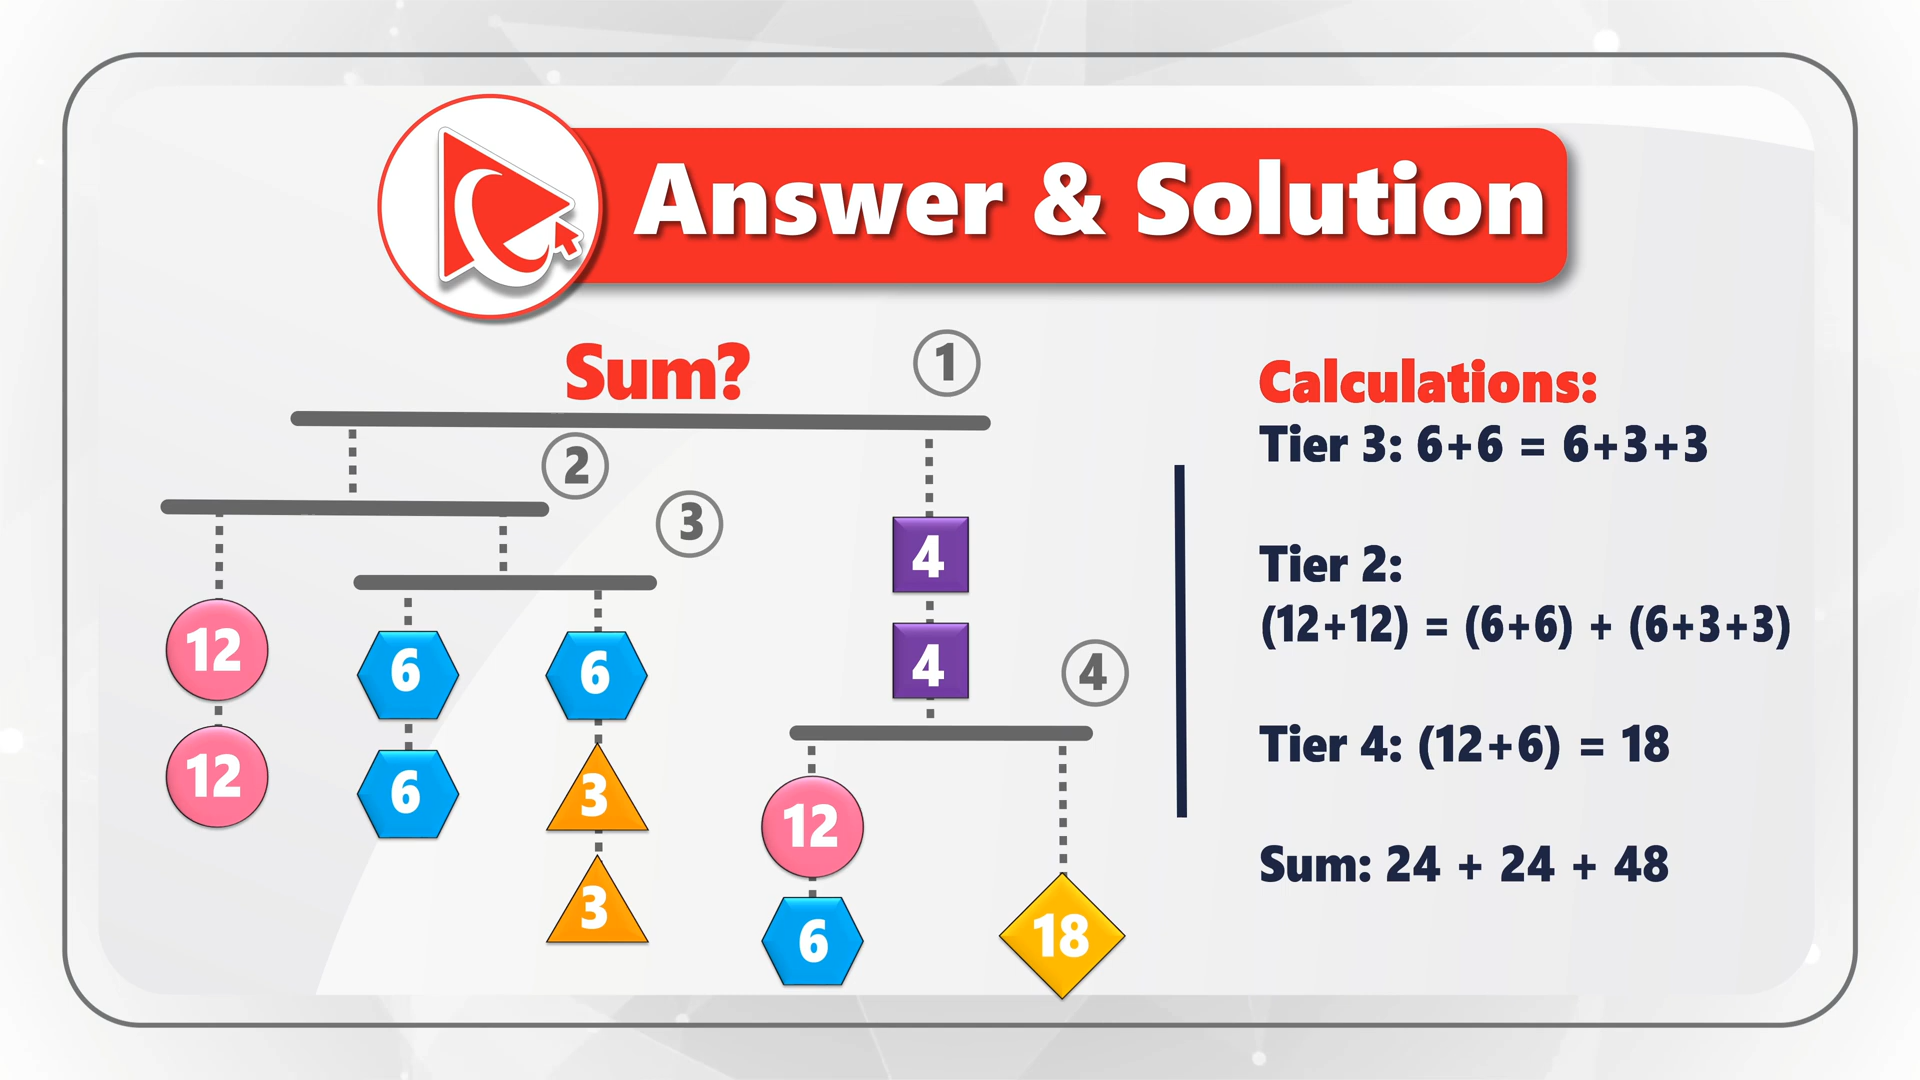 Answer & Solution
Sum?
1
2
3
4
4
4
12
12
6
6
6
3
3
12
6
18
Calculations:
Tier 3: 6+6 = 6+3+3
Tier 2:
(12+12) = (6+6) + (6+3+3)
Tier 4: (12+6) = 18
Sum: 24 + 24 + 48